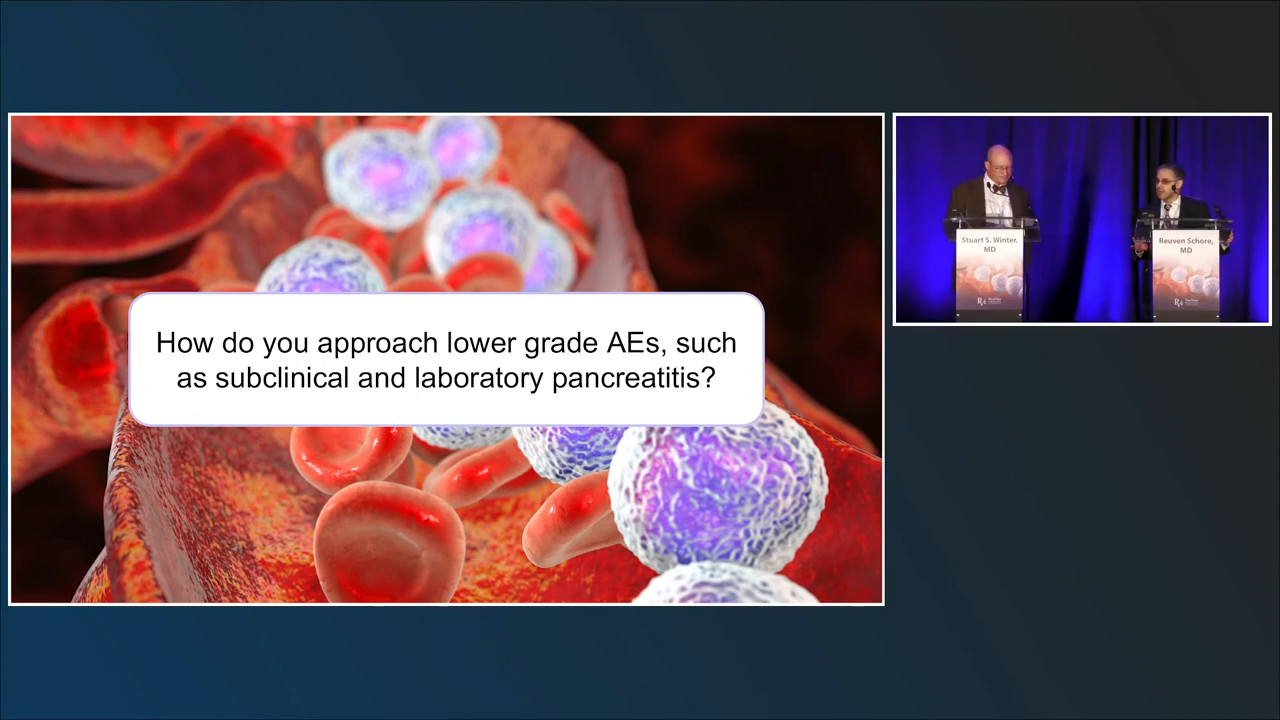 How do you approach lower grade AEs, such
as subclinical and laboratory pancreatitis?
Stuart S. Winter,
MD
Reuven Schore,
MD